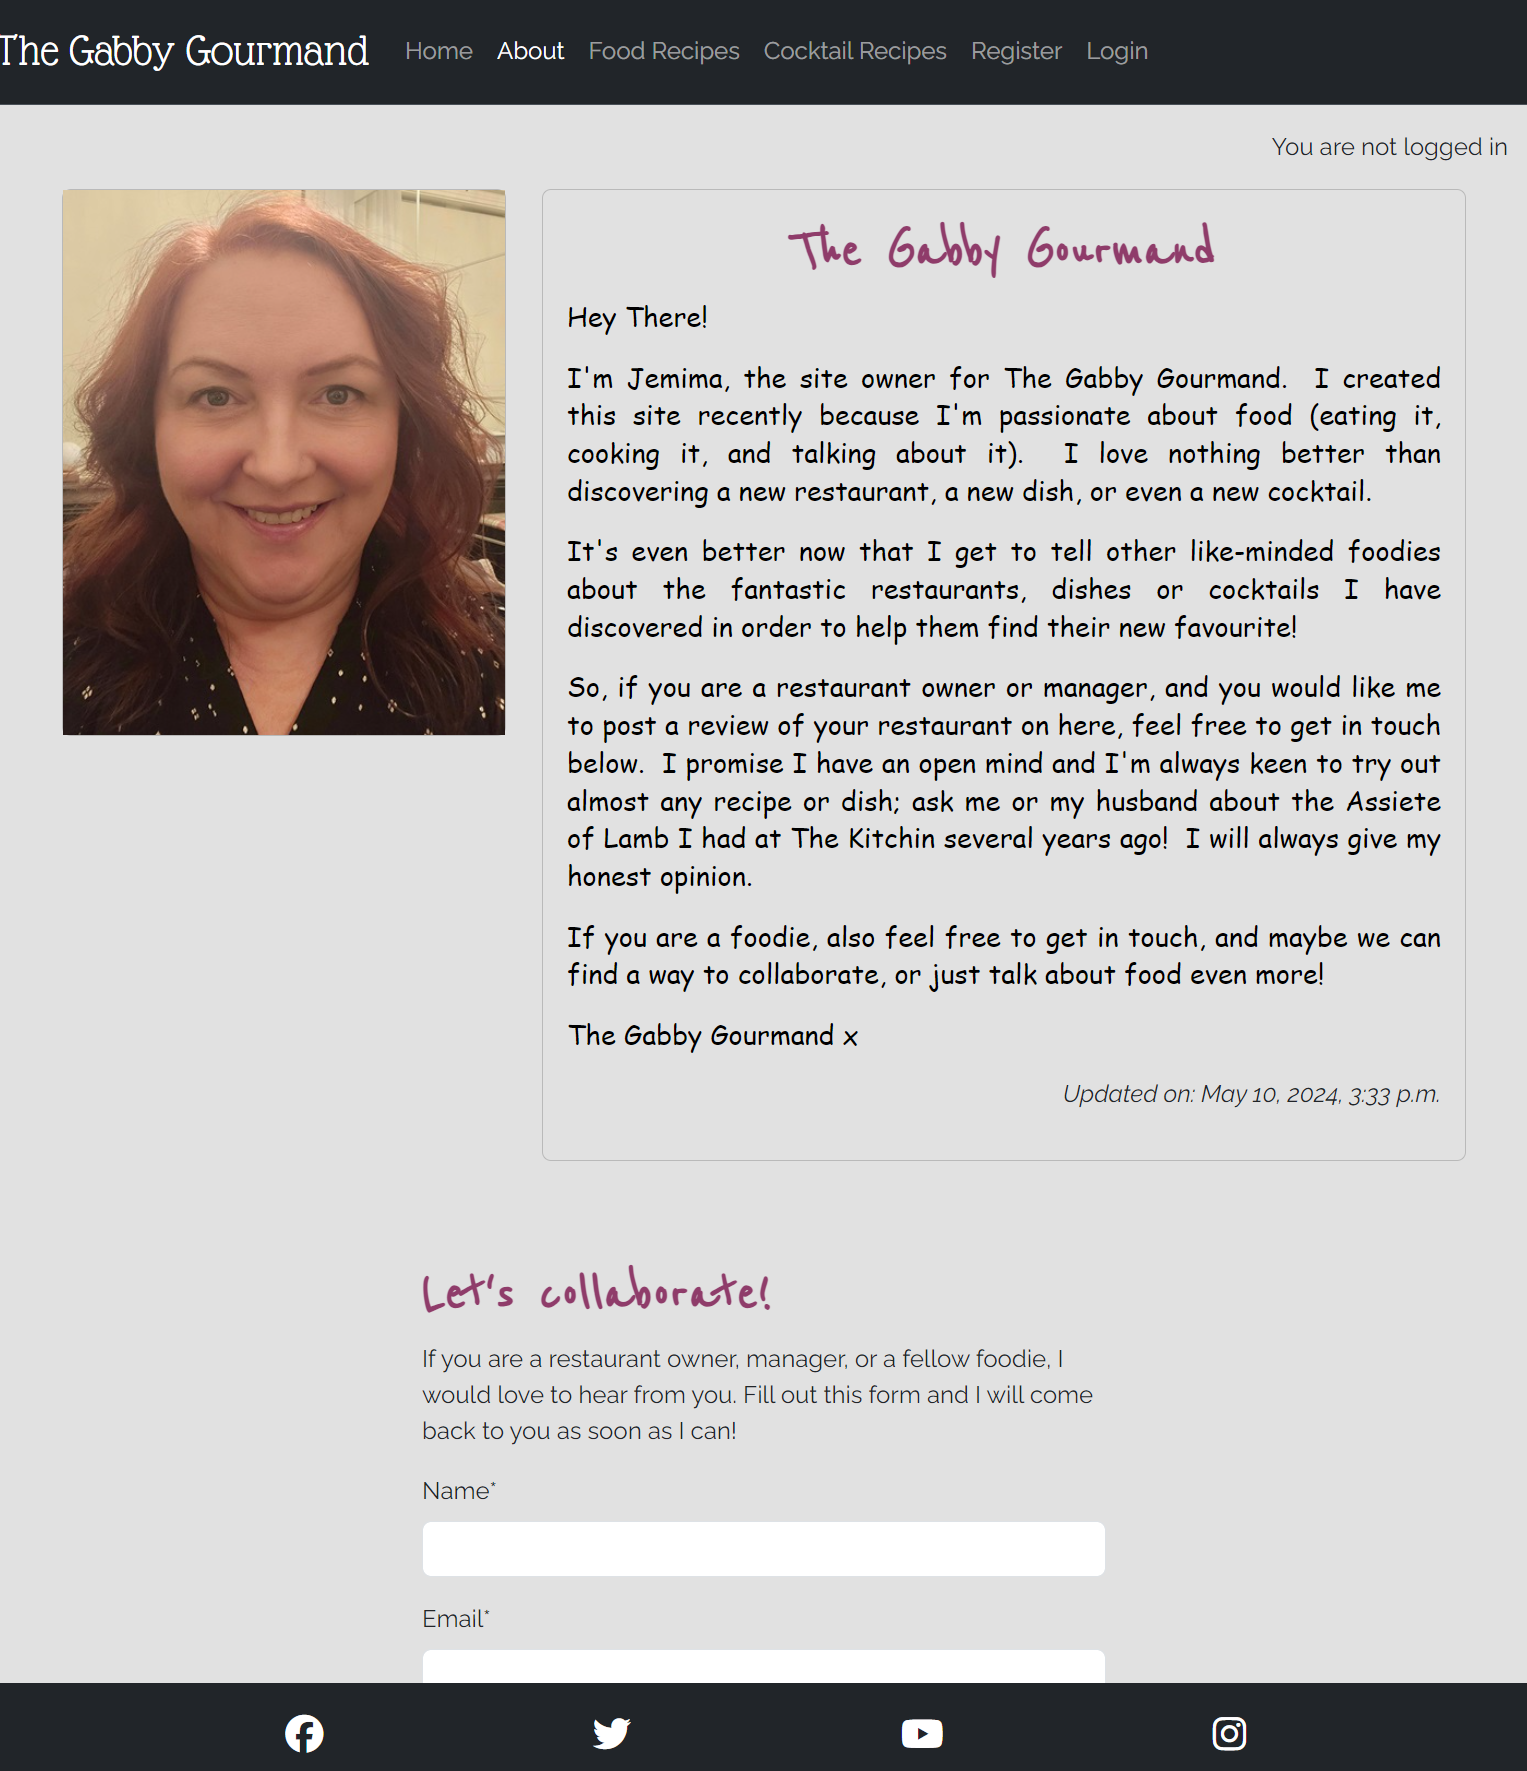 The Gabby Gourmand
Home About Food Recipes Cocktail Recipes Register Login
You are not logged in
The Gabby Gourmand
Hey There!
I'm Jemima, the site owner for The Gabby Gourmand. I created
this site recently because I'm passionate about food (eating it,
cooking it, and talking about it). I love nothing better than
discovering a new restaurant, a new dish, or even a new cocktail.
It's even better now that I get to tell other like-minded foodies
about the fantastic restaurants, dishes or cocktails I have
discovered in order to help them find their new favourite!
So, if you are a restaurant owner or manager, and you would like me
to post a review of your restaurant on here, feel free to get in touch
below. I promise I have an open mind and I'm always keen to try out
almost any recipe or dish; ask me or my husband about the Assiete
of Lamb I had at The Kitchin several years ago! I will always give my
honest opinion.
If you are a foodie, also feel free to get in touch, and maybe we can
find a way to collaborate, or just talk about food even more!
The Gabby Gourmand x
Updated on: May 10, 2024, 3:33 p.m.
Let's collaborate!
If you are a restaurant owner, manager, or a fellow foodie, I
would love to hear from you. Fill out this form and I will come
back to you as soon as I can!
Name*
Email*